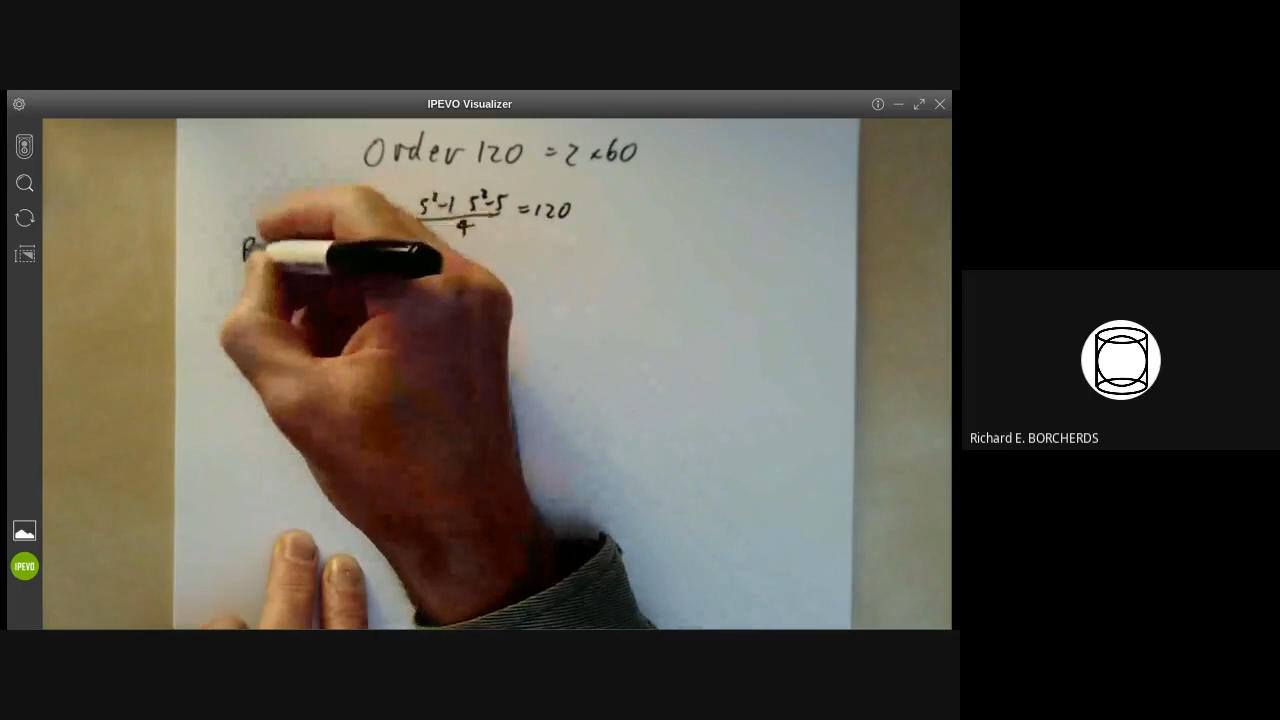 IPEVO Visualizer
Order 120 = 2 × 60
5²-1 5²-5 = 120
4
IPEVO
Richard E. BORCHERDS